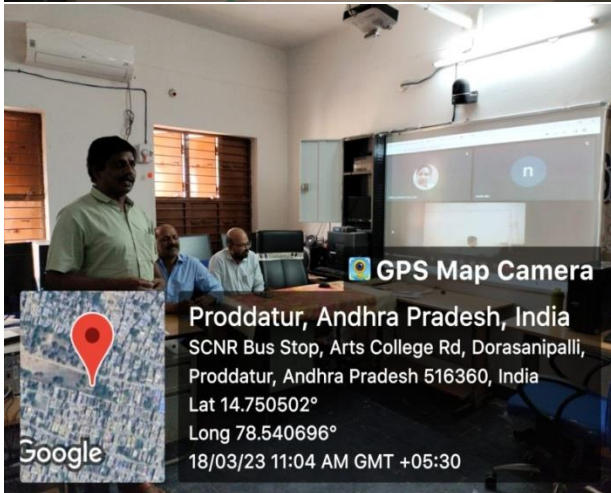 n
GPS Map Camera
Proddatur, Andhra Pradesh, India
SCNR Bus Stop, Arts College Rd, Dorasanipalli,
Proddatur, Andhra Pradesh 516360, India
Lat 14.750502°
Long 78.540696°
18/03/23 11:04 AM GMT +05:30
Google